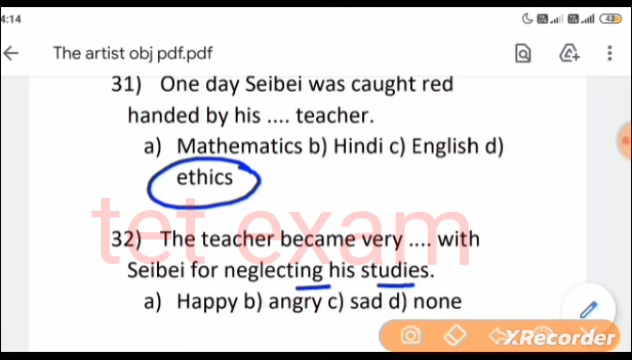 4:14
42
The artist obj pdf.pdf
31) One day Seibei was caught red
handed by his .... teacher.
a) Mathematics b) Hindi c) English d)
ethics
tet exam
32) The teacher became very .... with
Seibei for neglecting his studies.
a) Happy b) angry c) sad d) none
XRecorder